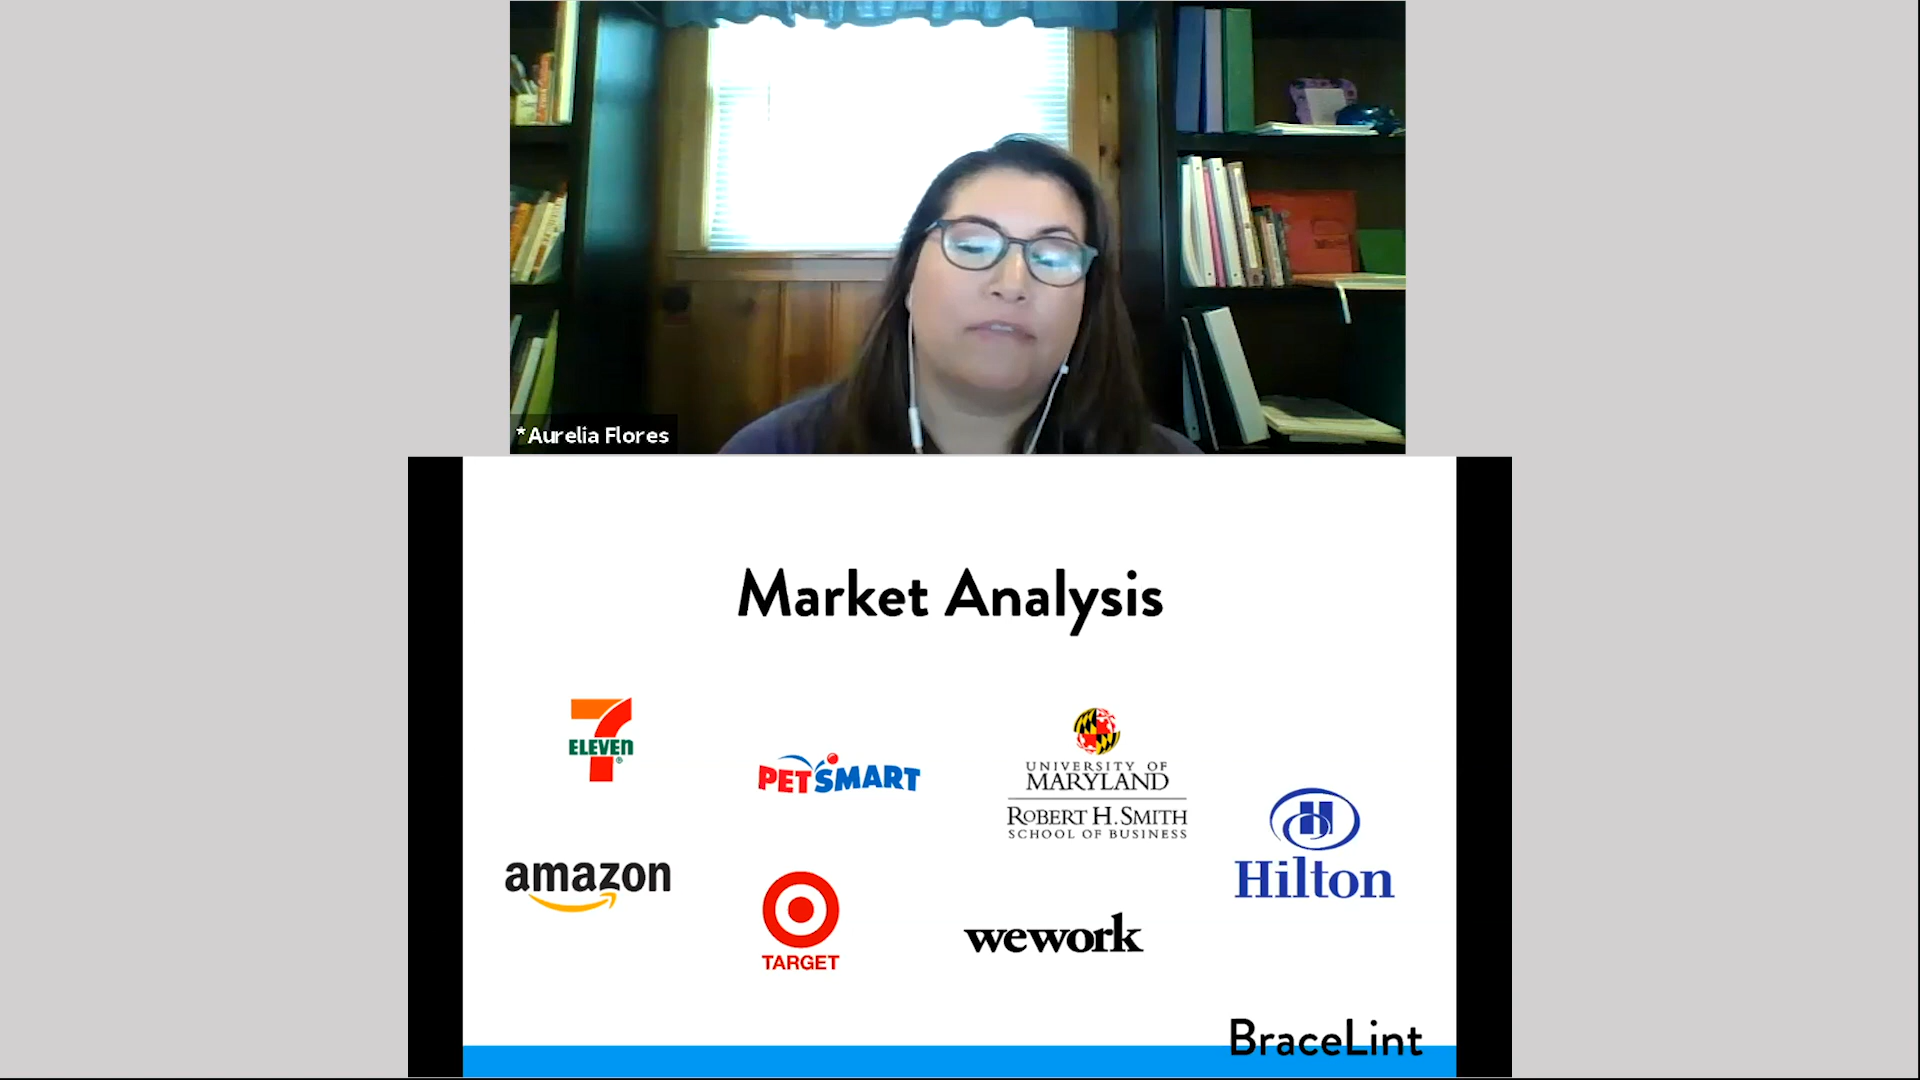 *Aurelia Flores
Market Analysis
7
ELEVEN
®
PETSMART
UNIVERSITY OF
MARYLAND
ROBERT H. SMITH
SCHOOL OF BUSINESS
H
Hilton
amazon
TARGET
wework
BraceLint